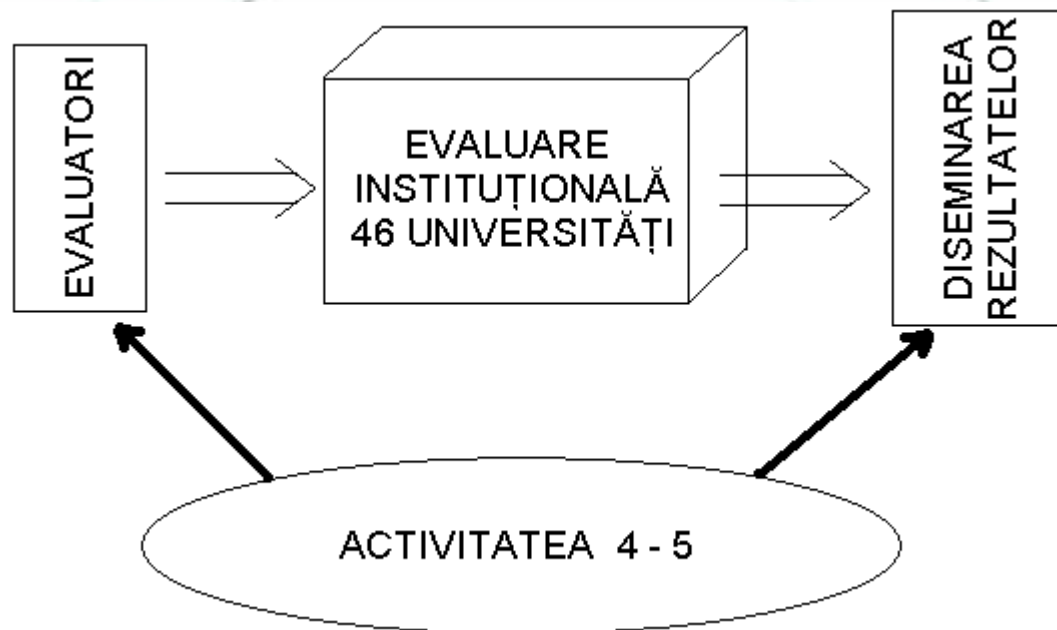 EVALUATORI
EVALUARE
INSTITUȚIONALĂ
46 UNIVERSITĂȚI
DISEMINAREA
REZULTATELOR
ACTIVITATEA 4 - 5